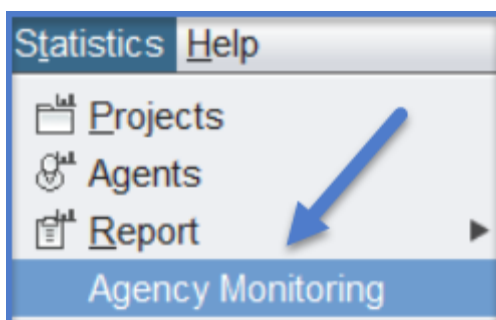 Statistics Help
Projects
Agents
Report
Agency Monitoring